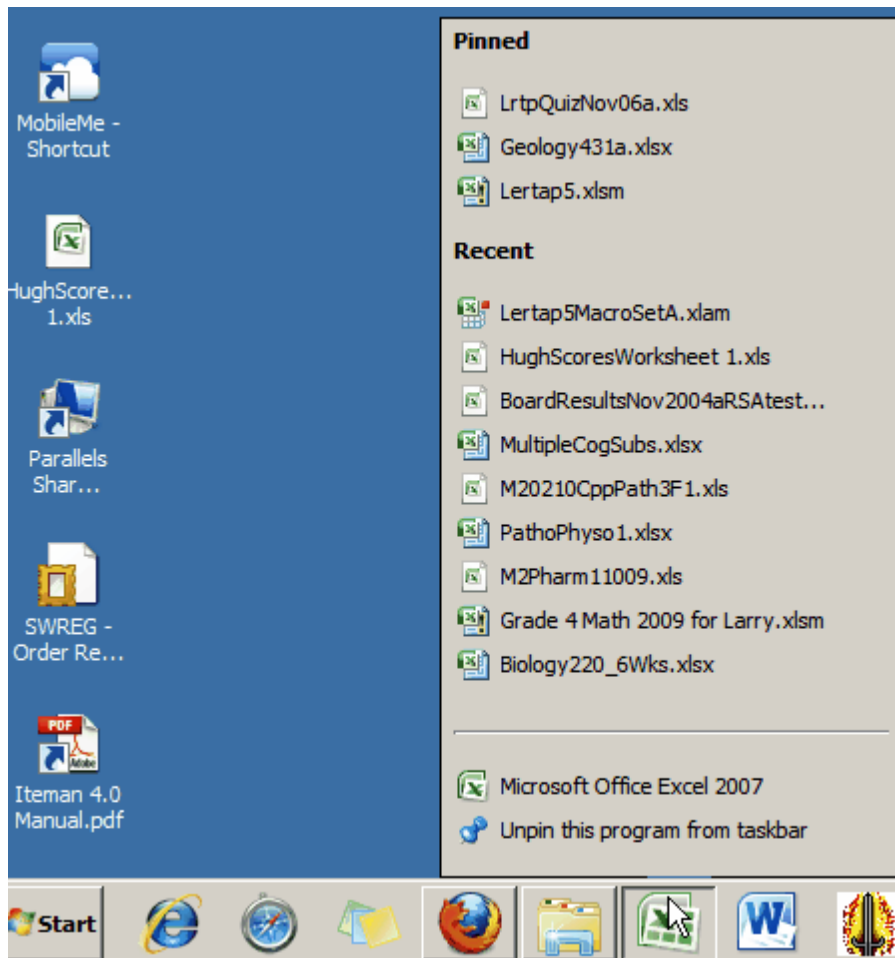 MobileMe -
Shortcut
HughScore...
1.xls
Parallels
Shar...
SWREG -
Order Re...
PDF
Adobe
Iteman 4.0
Manual.pdf
Pinned
LrtpQuizNov06a.xls
Geology431a.xlsx
Lertap5.xlsm
Recent
Lertap5MacroSetA.xlam
HughScoresWorksheet 1.xls
BoardResultsNov2004aRSAtest...
MultipleCogSubs.xlsx
M20210CppPath3F1.xls
PathoPhyso1.xlsx
M2Pharm11009.xls
Grade 4 Math 2009 for Larry.xlsm
Biology220_6Wks.xlsx
Microsoft Office Excel 2007
Unpin this program from taskbar
Start
W